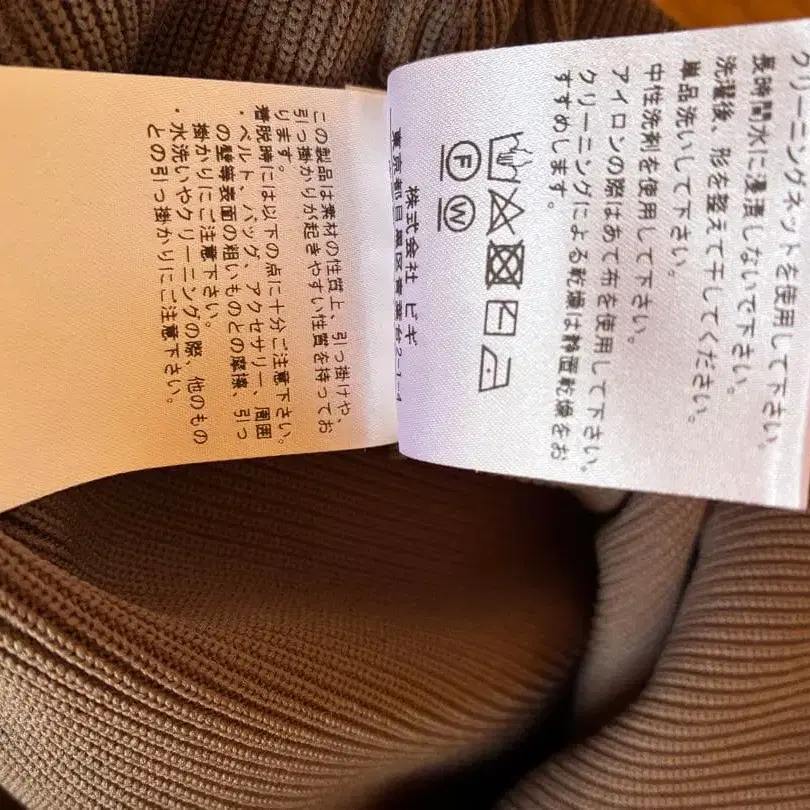 クリーニングネットを使用して下さい。
長時間水に浸漬しないで下さい。
洗濯後、形を整えて干してください。
単品洗いして下さい。
中性洗剤を使用して下さい。
アイロンの際はあて布を使用して下さい。
クリーニングによる乾燥は静置乾燥をお
すすめします。
F W
株式会社 ビギ
東京都目黒区青葉台2-1-4
この製品は素材の性質上、引っ掛けや、
引っ掛かりが起きやすい性質を持ってお
ります。
着脱時には以下の点に十分ご注意下さい。
・ベルト、バッグ、アクセサリー、周囲
の壁等表面の粗いものとの摩擦、引っ
掛かりにご注意下さい。
・水洗いやクリーニングの際、他のもの
との引っ掛かりにご注意下さい。